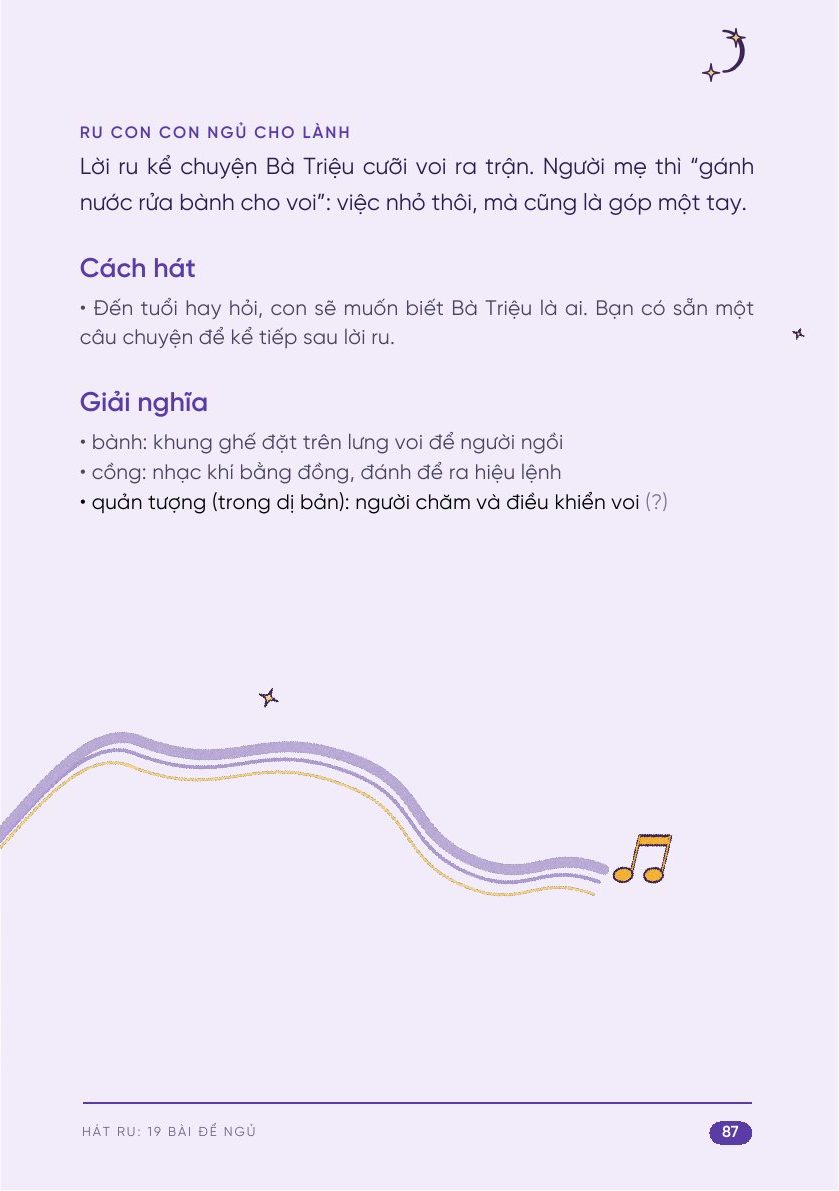 RU CON CON NGỦ CHO LÀNH
Lời ru kể chuyện Bà Triệu cưỡi voi ra trận. Người mẹ thì “gánh
nước rửa bành cho voi”: việc nhỏ thôi, mà cũng là góp một tay.
Cách hát
• Đến tuổi hay hỏi, con sẽ muốn biết Bà Triệu là ai. Bạn có sẵn một
câu chuyện để kể tiếp sau lời ru.
Giải nghĩa
• bành: khung ghế đặt trên lưng voi để người ngồi
• cồng: nhạc khí bằng đồng, đánh để ra hiệu lệnh
• quản tượng (trong dị bản): người chăm và điều khiển voi (?)
HÁT RU: 19 BÀI ĐỂ NGỦ
87